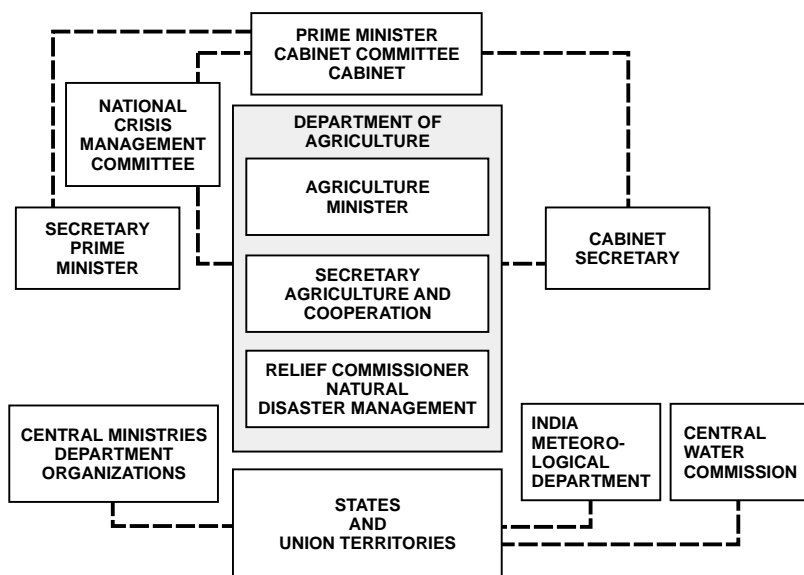 PRIME MINISTER
CABINET COMMITTEE
CABINET
NATIONAL
CRISIS
MANAGEMENT
COMMITTEE
DEPARTMENT OF
AGRICULTURE
AGRICULTURE
MINISTER
SECRETARY
PRIME
MINISTER
CABINET
SECRETARY
SECRETARY
AGRICULTURE AND
COOPERATION
RELIEF COMMISSIONER
NATURAL
DISASTER MANAGEMENT
CENTRAL MINISTRIES
DEPARTMENT
ORGANIZATIONS
INDIA
METEORO-
LOGICAL
DEPARTMENT
CENTRAL
WATER
COMMISSION
STATES
AND
UNION TERRITORIES